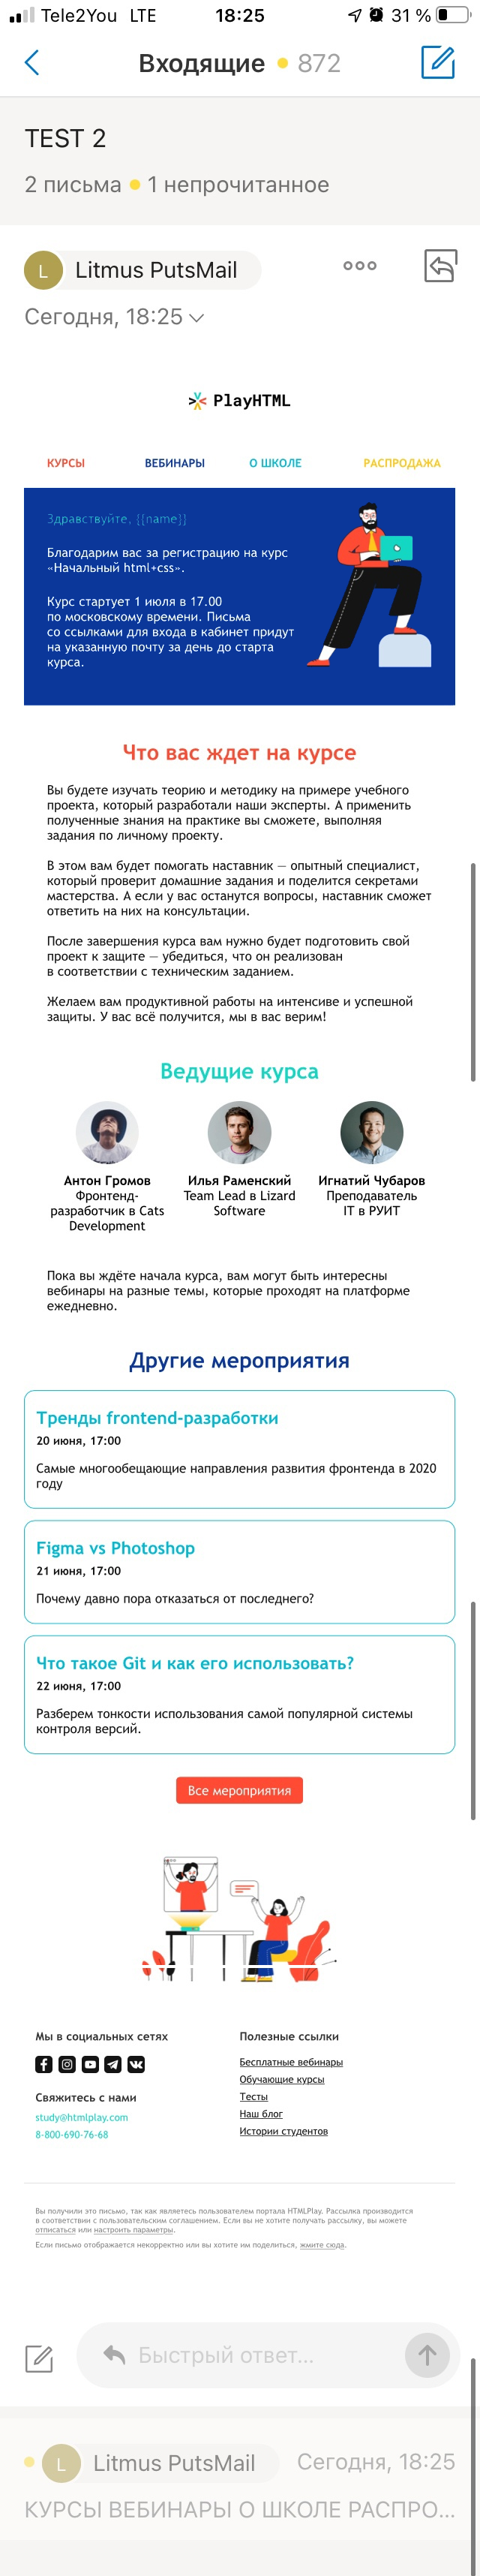 Tele2You LTE 18:25 31 %
Входящие 872
TEST 2
2 письма 1 непрочитанное
L Litmus PutsMail
Сегодня, 18:25
PlayHTML
КУРСЫ ВЕБИНАРЫ О ШКОЛЕ РАСПРОДАЖА
Здравствуйте, {{name}}
Благодарим вас за регистрацию на курс
«Начальный html+css».
Курс стартует 1 июля в 17.00
по московскому времени. Письма
со ссылками для входа в кабинет придут
на указанную почту за день до старта
курса.
Что вас ждет на курсе
Вы будете изучать теорию и методику на примере учебного
проекта, который разработали наши эксперты. А применить
полученные знания на практике вы сможете, выполняя
задания по личному проекту.
В этом вам будет помогать наставник — опытный специалист,
который проверит домашние задания и поделится секретами
мастерства. А если у вас останутся вопросы, наставник сможет
ответить на них на консультации.
После завершения курса вам нужно будет подготовить свой
проект к защите — убедиться, что он реализован
в соответствии с техническим заданием.
Желаем вам продуктивной работы на интенсиве и успешной
защиты. У вас всё получится, мы в вас верим!
Ведущие курса
Антон Громов
Фронтенд-
разработчик в Cats
Development
Илья Раменский
Team Lead в Lizard
Software
Игнатий Чубаров
Преподаватель
IT в РУИТ
Пока вы ждёте начала курса, вам могут быть интересны
вебинары на разные темы, которые проходят на платформе
ежедневно.
Другие мероприятия
Тренды frontend-разработки
20 июня, 17:00
Самые многообещающие направления развития фронтенда в 2020
году
Figma vs Photoshop
21 июня, 17:00
Почему давно пора отказаться от последнего?
Что такое Git и как его использовать?
22 июня, 17:00
Разберем тонкости использования самой популярной системы
контроля версий.
Все мероприятия
Мы в социальных сетях
Свяжитесь с нами
study@htmlplay.com
8-800-690-76-68
Полезные ссылки
Бесплатные вебинары
Обучающие курсы
Тесты
Наш блог
Истории студентов
Вы получили это письмо, так как являетесь пользователем портала HTMLPlay. Рассылка производится
в соответствии с пользовательским соглашением. Если вы не хотите получать рассылку, вы можете
отписаться или настроить параметры.
Если письмо отображается некорректно или вы хотите им поделиться, жмите сюда.
Быстрый ответ...
L Litmus PutsMail Сегодня, 18:25
КУРСЫ ВЕБИНАРЫ О ШКОЛЕ РАСПРО...